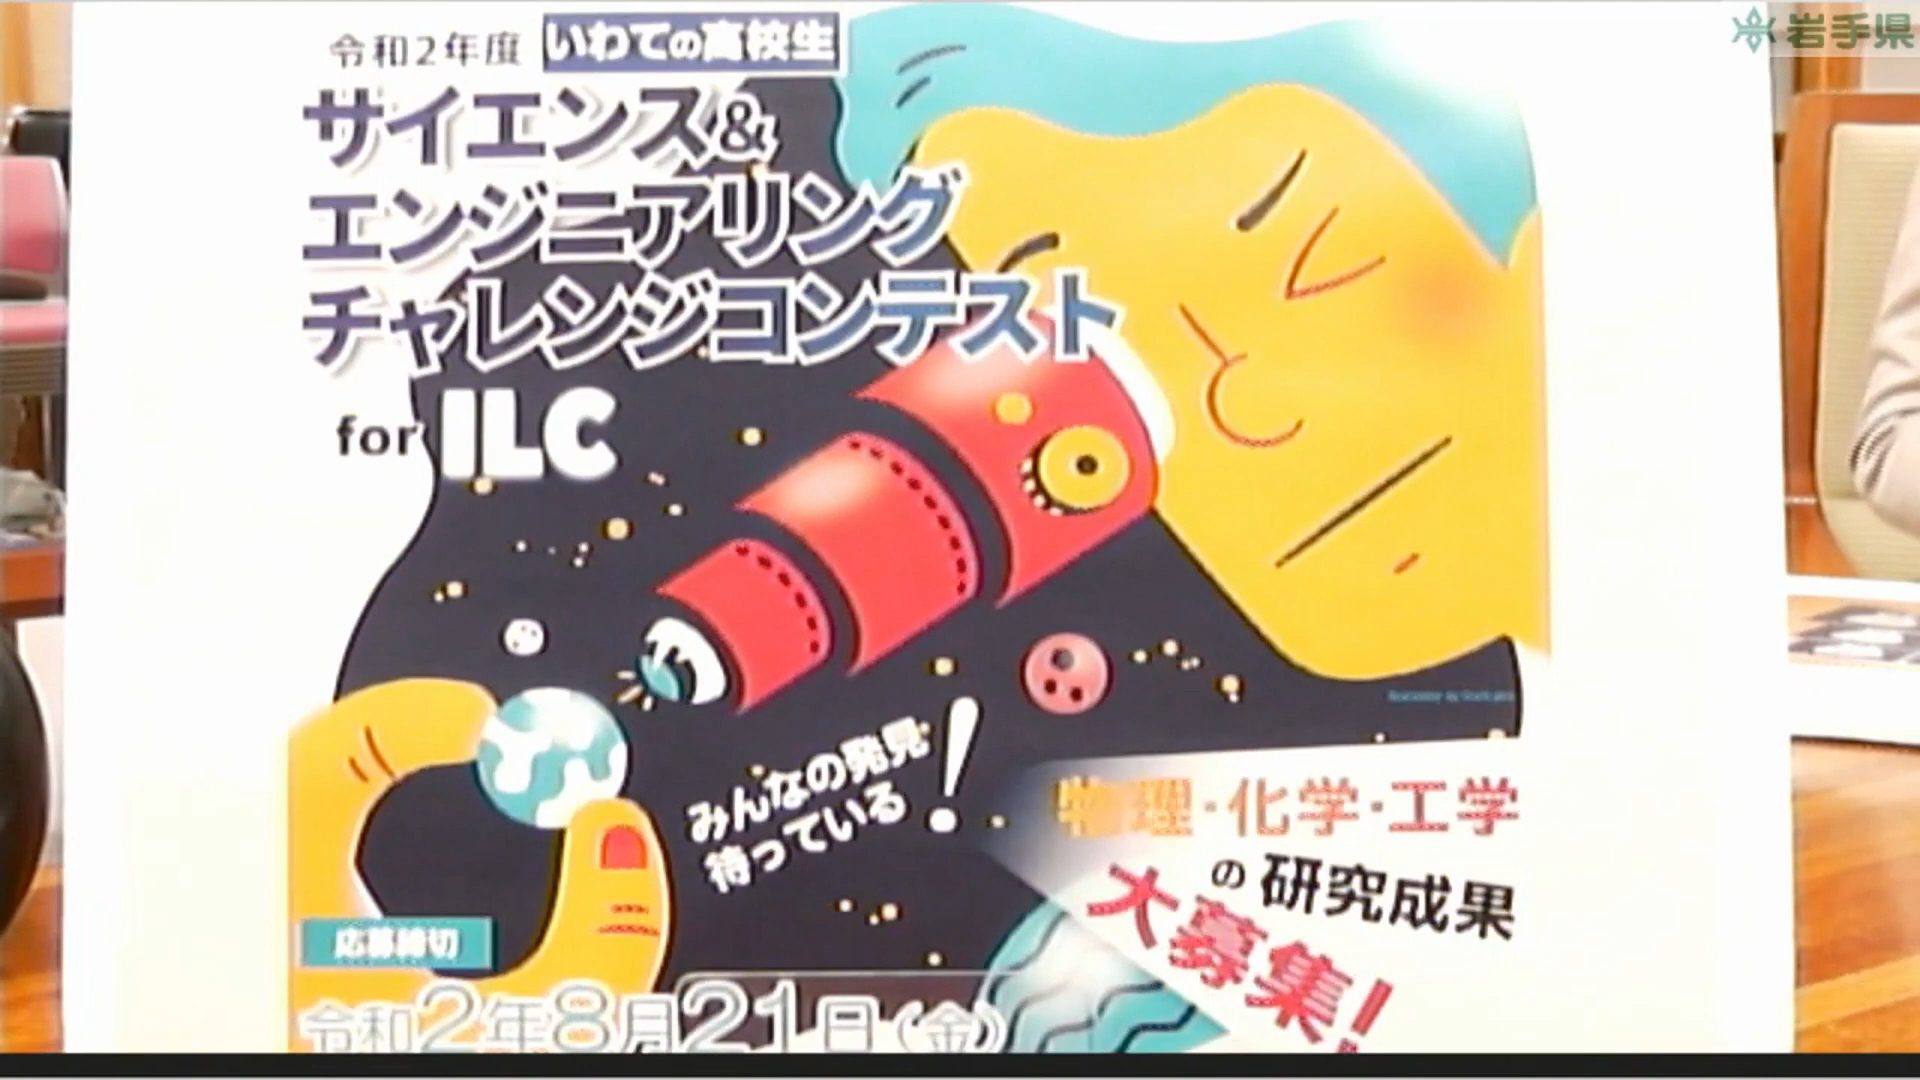 岩手県
令和2年度 いわての高校生
サイエンス&
エンジニアリング
チャレンジコンテスト
for ILC
みんなの発見
待っている!
物理・化学・工学
の研究成果
大募集!
応募締切
令和2年8月21日(金)